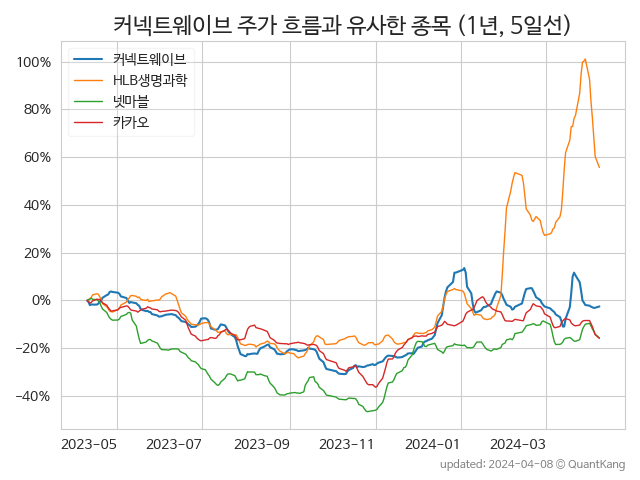 커넥트웨이브 주가 흐름과 유사한 종목 (1년, 5일선)
커넥트웨이브
HLB생명과학
넷마블
카카오
100%
80%
60%
40%
20%
0%
−20%
−40%
2023-05 2023-07 2023-09 2023-11 2024-01 2024-03
updated: 2024-04-08 © QuantKang